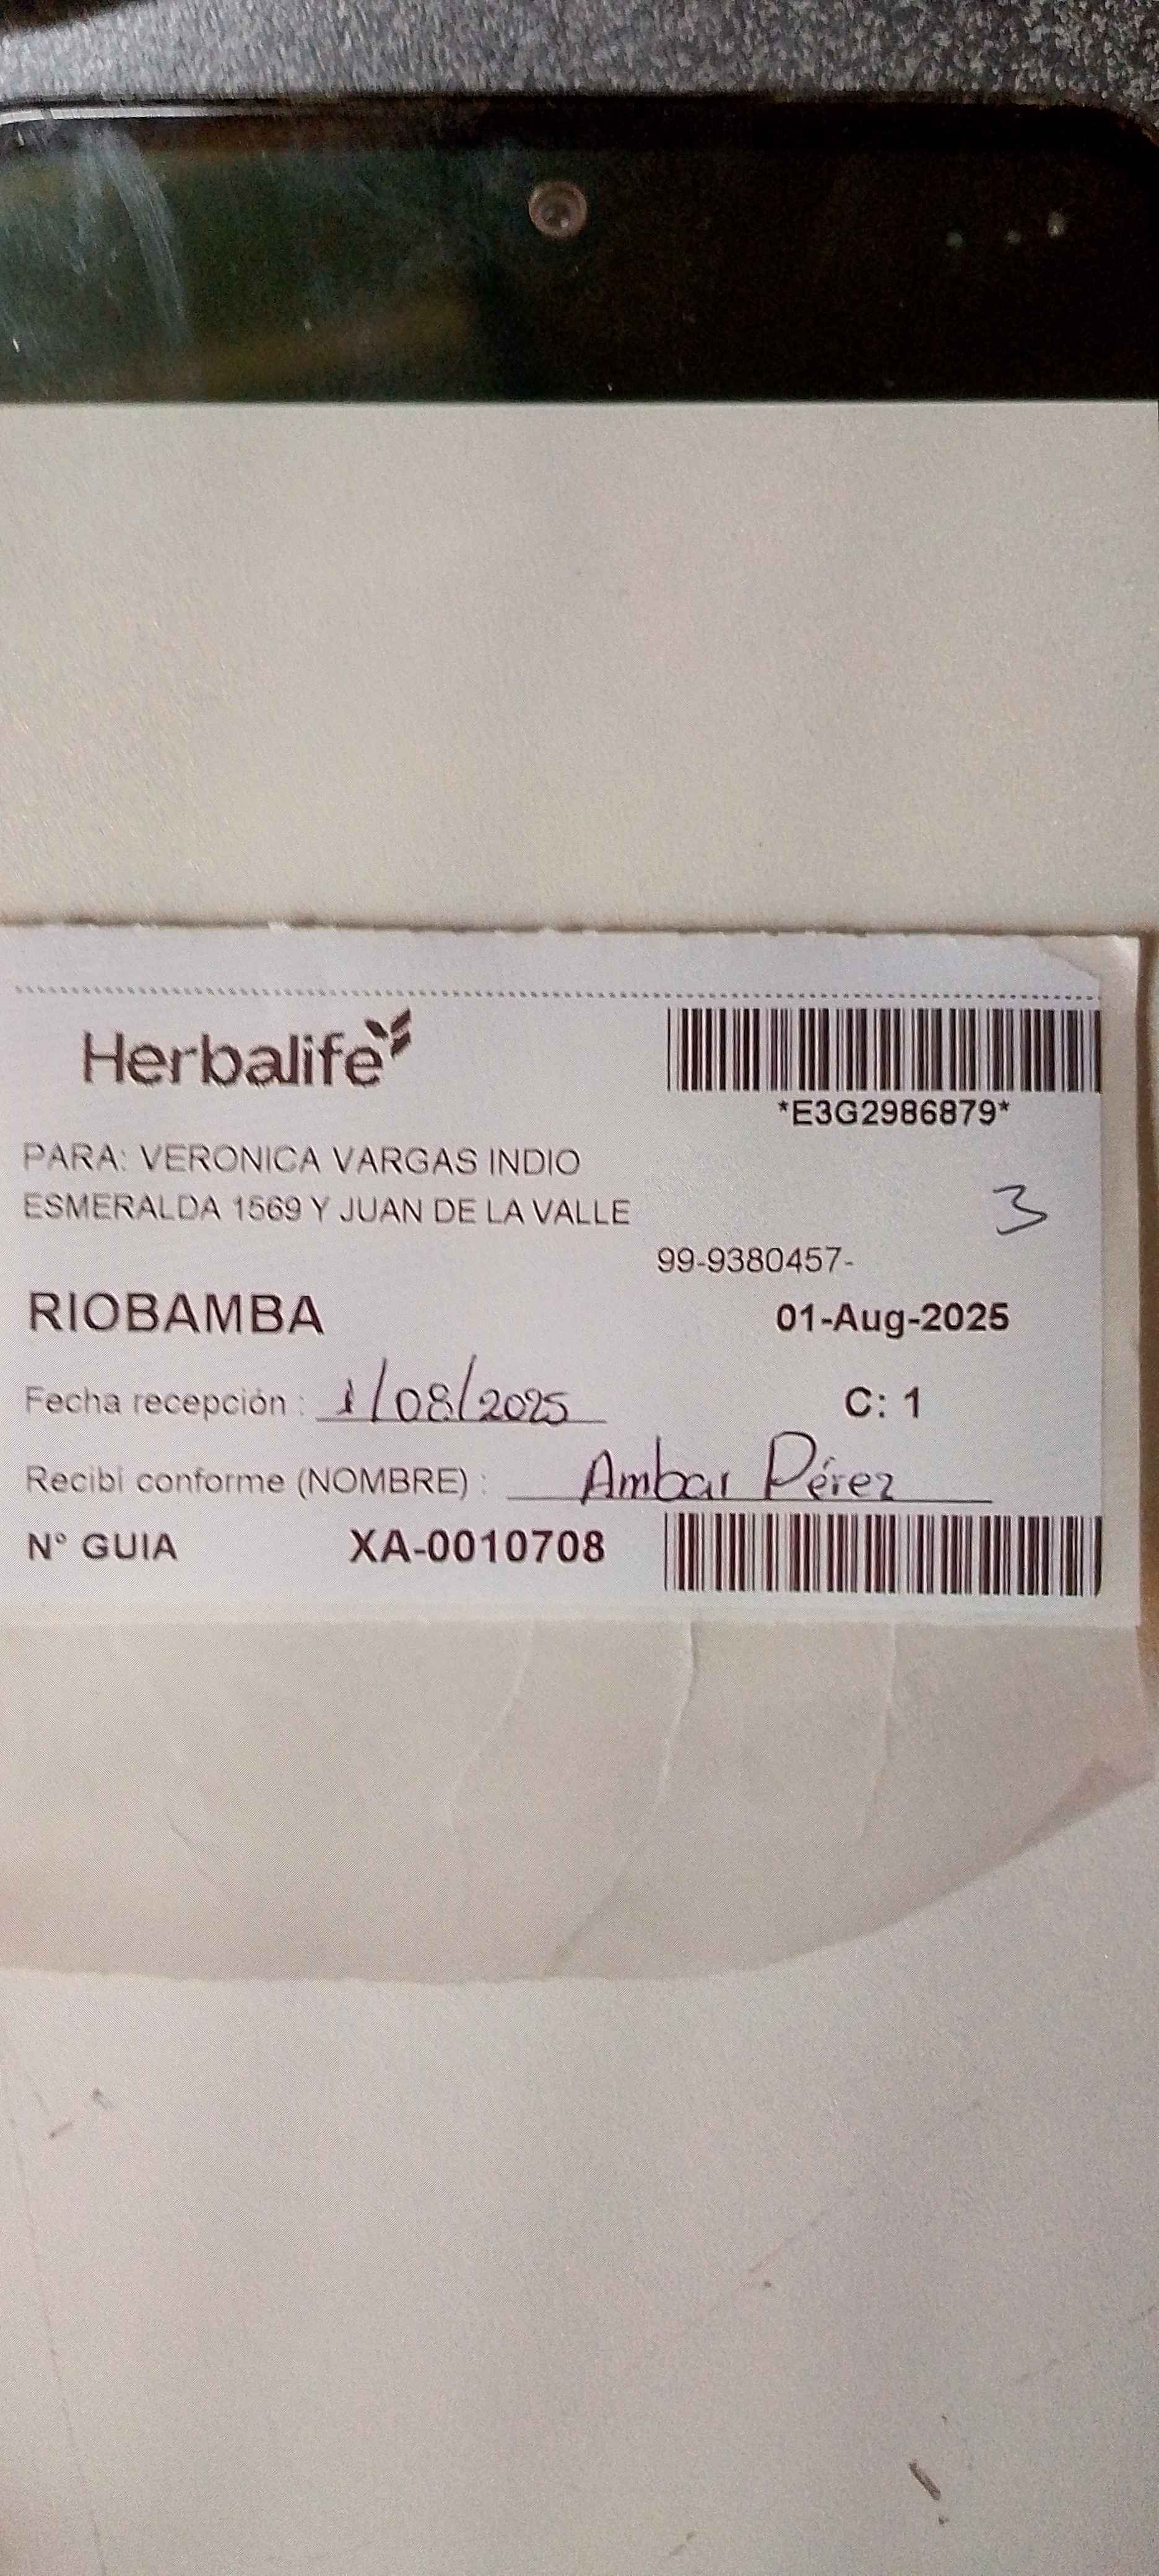 Herbalife
*E3G2986879*
PARA: VERONICA VARGAS INDIO
ESMERALDA 1569 Y JUAN DE LA VALLE
3
99-9380457-
RIOBAMBA
01-Aug-2025
Fecha recepción : 1/08/2025
C: 1
Recibi conforme (NOMBRE) : Ambar Pérez
N° GUIA XA-0010708